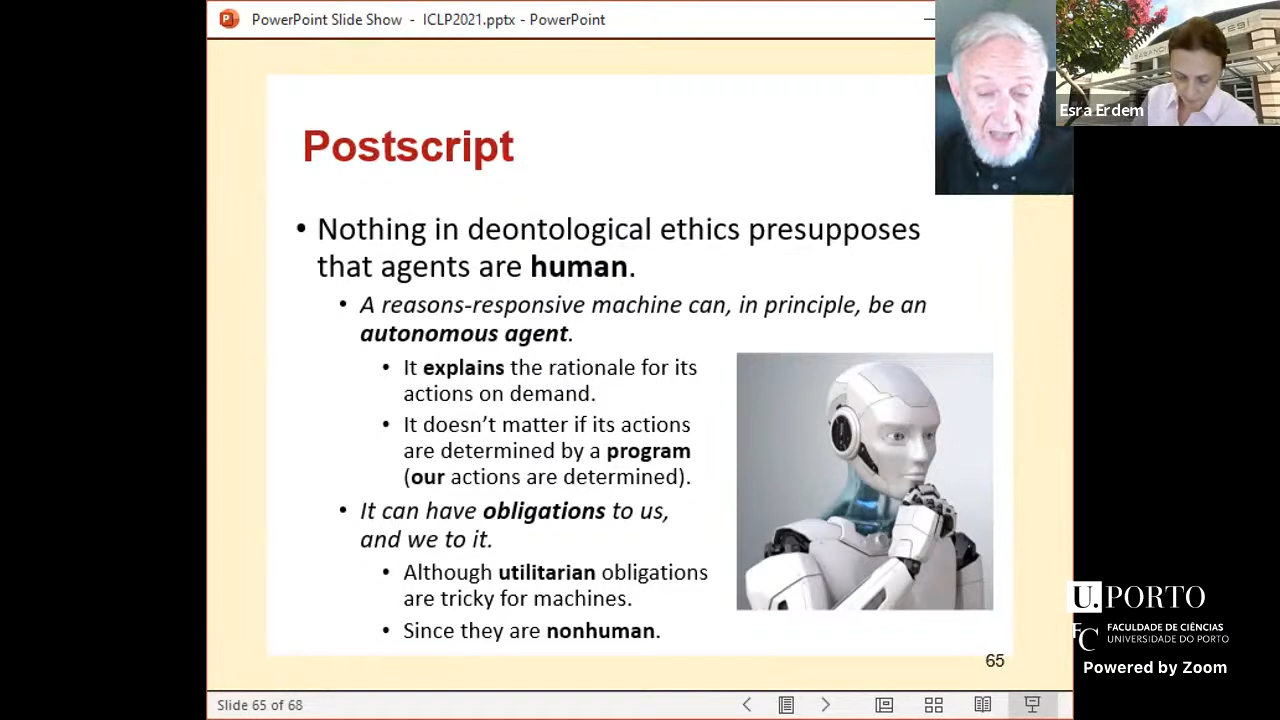 PowerPoint Slide Show - ICLP2021.pptx - PowerPoint
Esra Erdem
Postscript
• Nothing in deontological ethics presupposes
that agents are human.
• A reasons-responsive machine can, in principle, be an
autonomous agent.
• It explains the rationale for its
actions on demand.
• It doesn’t matter if its actions
are determined by a program
(our actions are determined).
• It can have obligations to us,
and we to it.
• Although utilitarian obligations
are tricky for machines.
• Since they are nonhuman.
65
Slide 65 of 68
U. PORTO
FC FACULDADE DE CIÊNCIAS
UNIVERSIDADE DO PORTO
Powered by Zoom